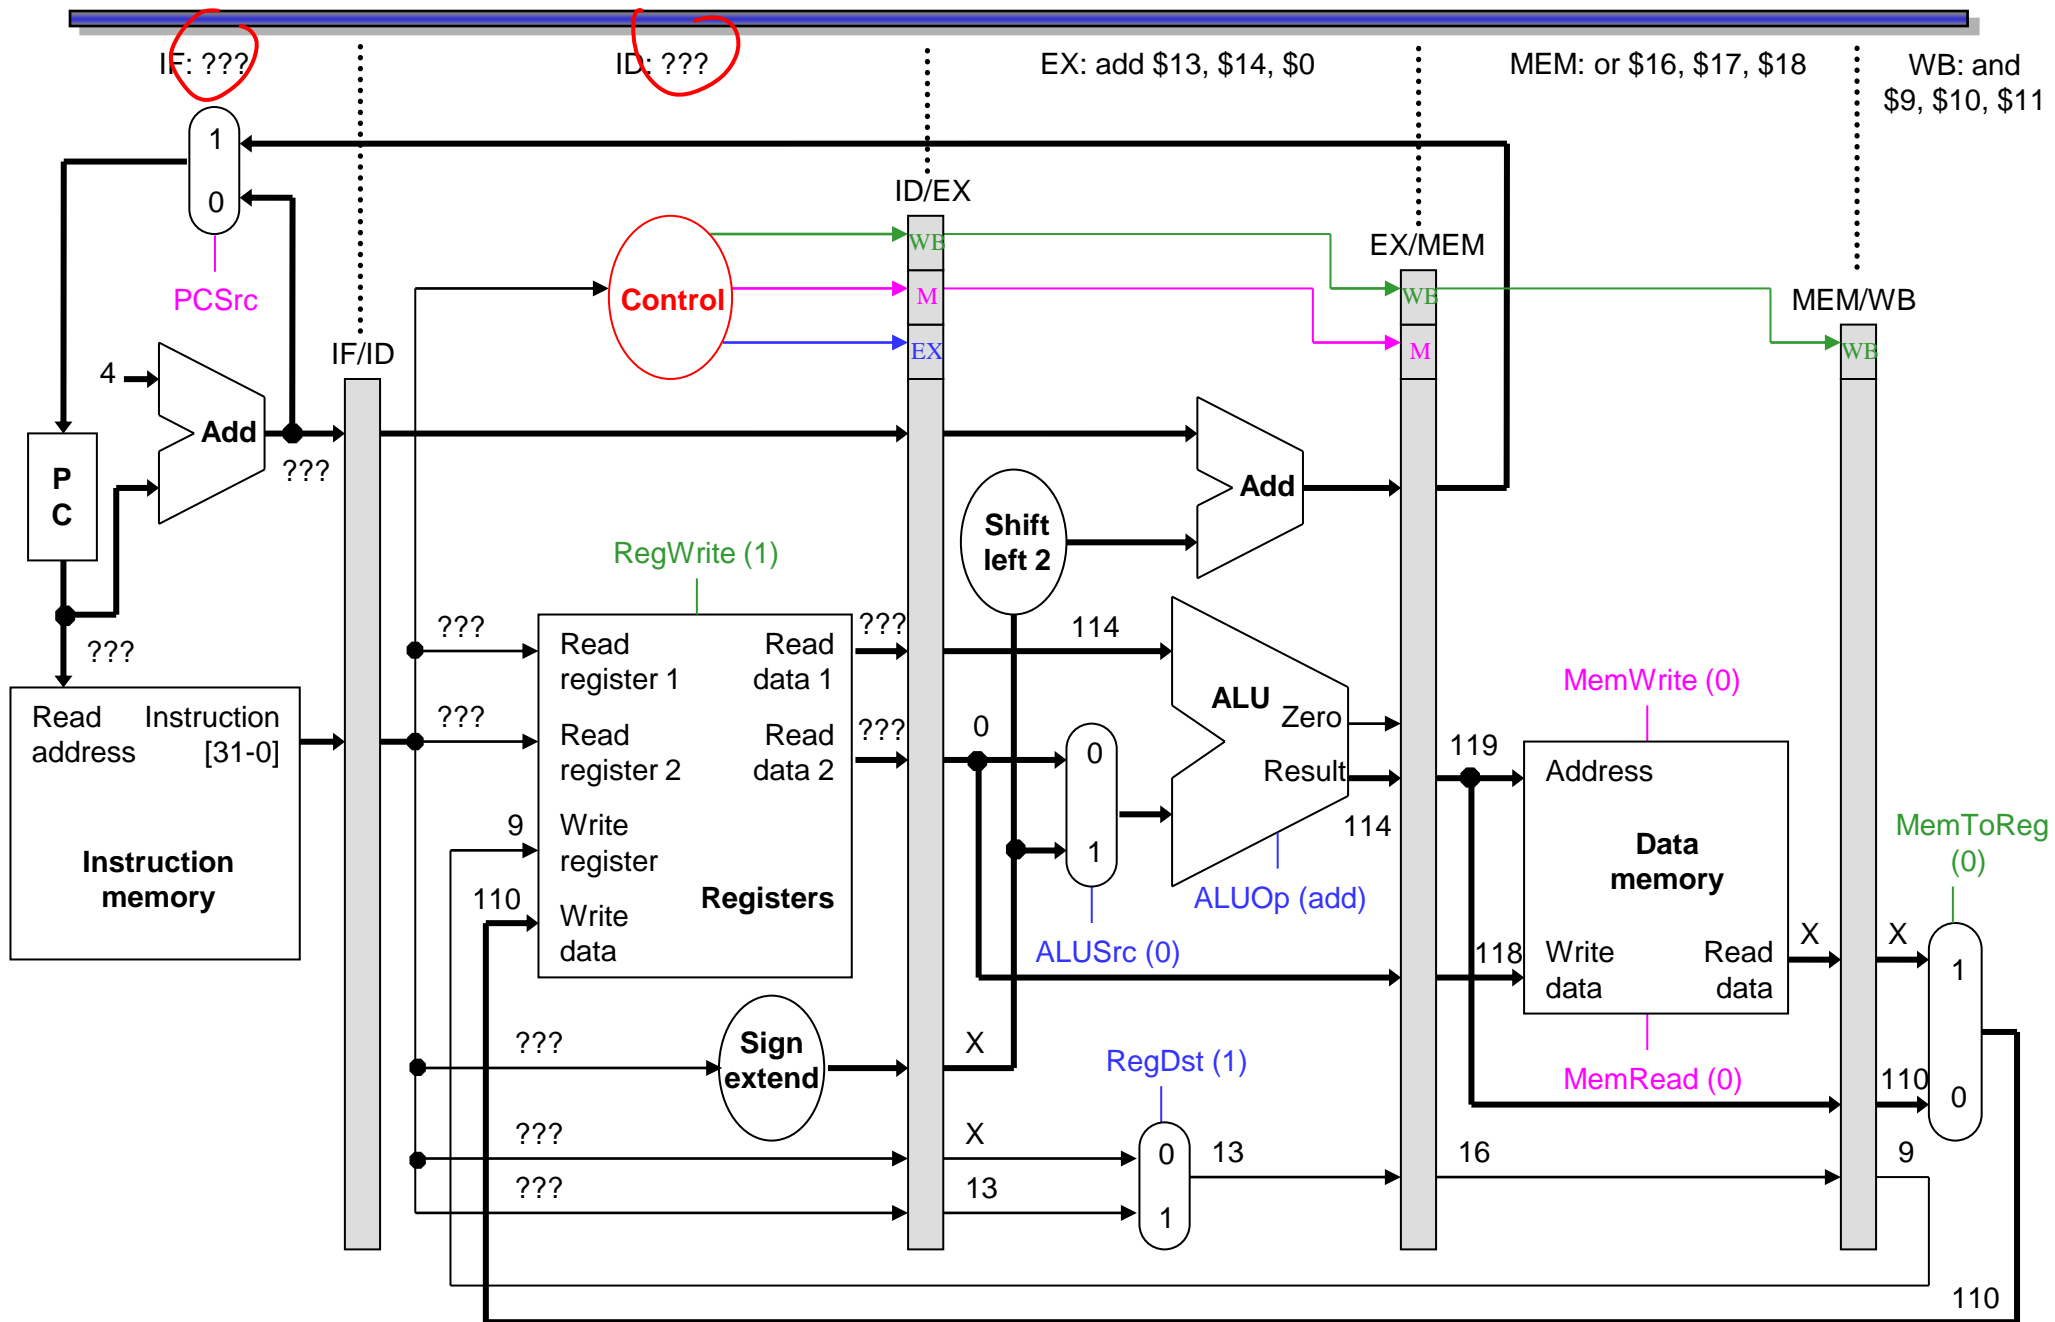 IF: ???
ID: ???
EX: add $13, $14, $0
MEM: or $16, $17, $18
WB: and
$9, $10, $11
1
0
PCSrc
ID/EX
WB
M
EX
Control
EX/MEM
WB
M
MEM/WB
WB
IF/ID
4
Add
???
P
C
???
Shift
left 2
Add
RegWrite (1)
???
???
Read
register 1
Read
data 1
???
Read
register 2
Read
data 2
???
9
Write
register
110
Write
data
Registers
Read
address
Instruction
[31-0]
Instruction
memory
114
0
0
1
ALU
Zero
Result
114
ALUOp (add)
ALUSrc (0)
119
118
MemWrite (0)
Address
Data
memory
Write
data
Read
data
MemRead (0)
X
X
MemToReg
(0)
1
0
110
???
Sign
extend
X
RegDst (1)
???
X
???
13
0
1
13
16
9
110